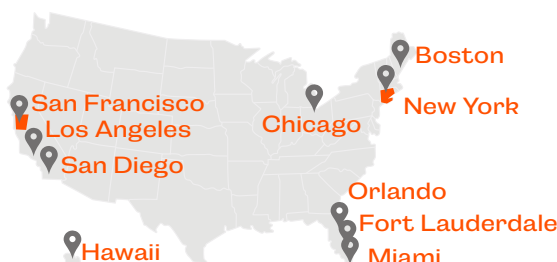 Boston
New York
San Francisco
Los Angeles
Chicago
San Diego
Orlando
Fort Lauderdale
Hawaii
Miami